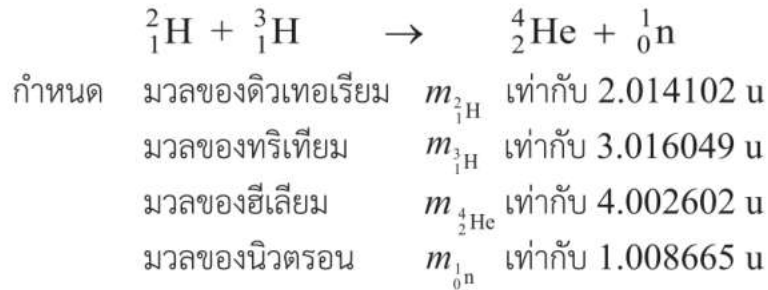 ²₁H + ³₁H → ⁴₂He + ¹₀n
กำหนด มวลของดิวเทอเรียม m ²₁H เท่ากับ 2.014102 u
มวลของทริเทียม m ³₁H เท่ากับ 3.016049 u
มวลของฮีเลียม m ⁴₂He เท่ากับ 4.002602 u
มวลของนิวตรอน m ¹₀n เท่ากับ 1.008665 u